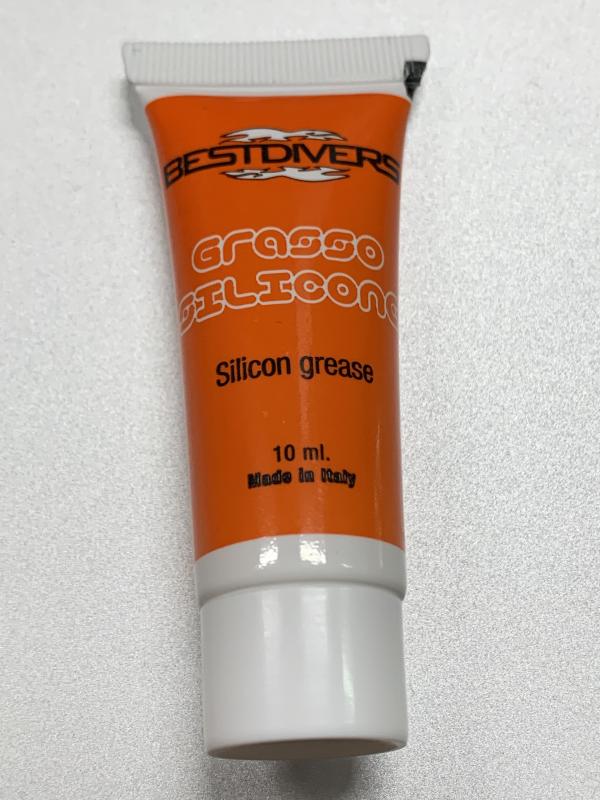 BESTDIVERS
Grasso
SILICONe
Silicon grease
10 ml.
Made in Italy